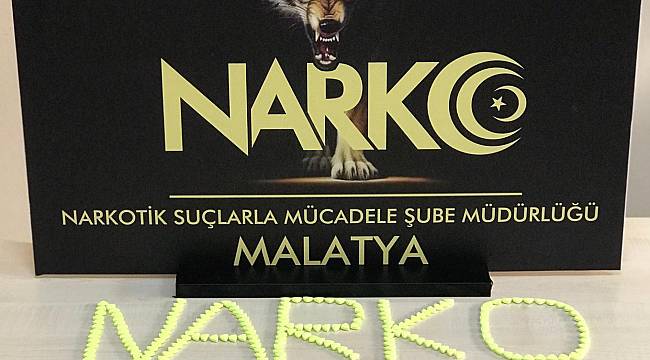 NARKO
NARKOTİK SUÇLARLA MÜCADELE ŞUBE MÜDÜRLÜĞÜ
MALATYA
NARKO